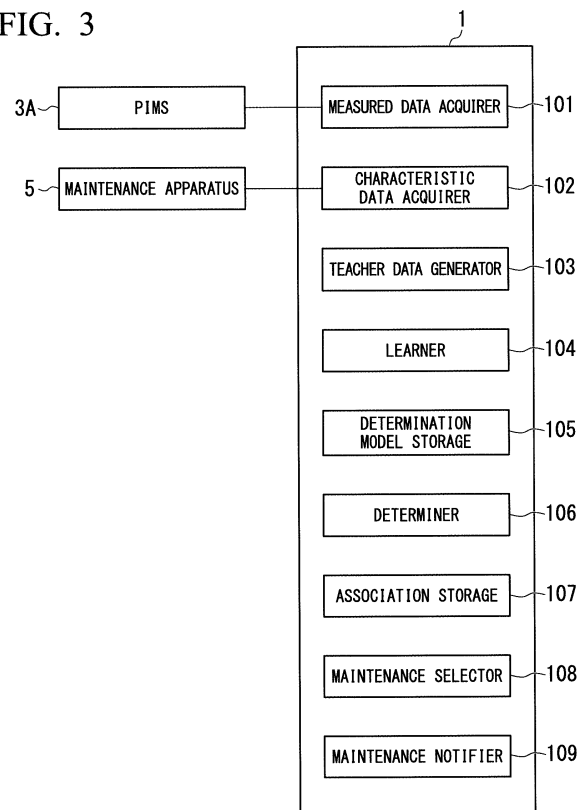 FIG. 3
1
3A PIMS MEASURED DATA ACQUIRER 101
5 MAINTENANCE APPARATUS CHARACTERISTIC DATA ACQUIRER 102
TEACHER DATA GENERATOR 103
LEARNER 104
DETERMINATION
MODEL STORAGE 105
DETERMINER 106
ASSOCIATION STORAGE 107
MAINTENANCE SELECTOR 108
MAINTENANCE NOTIFIER 109